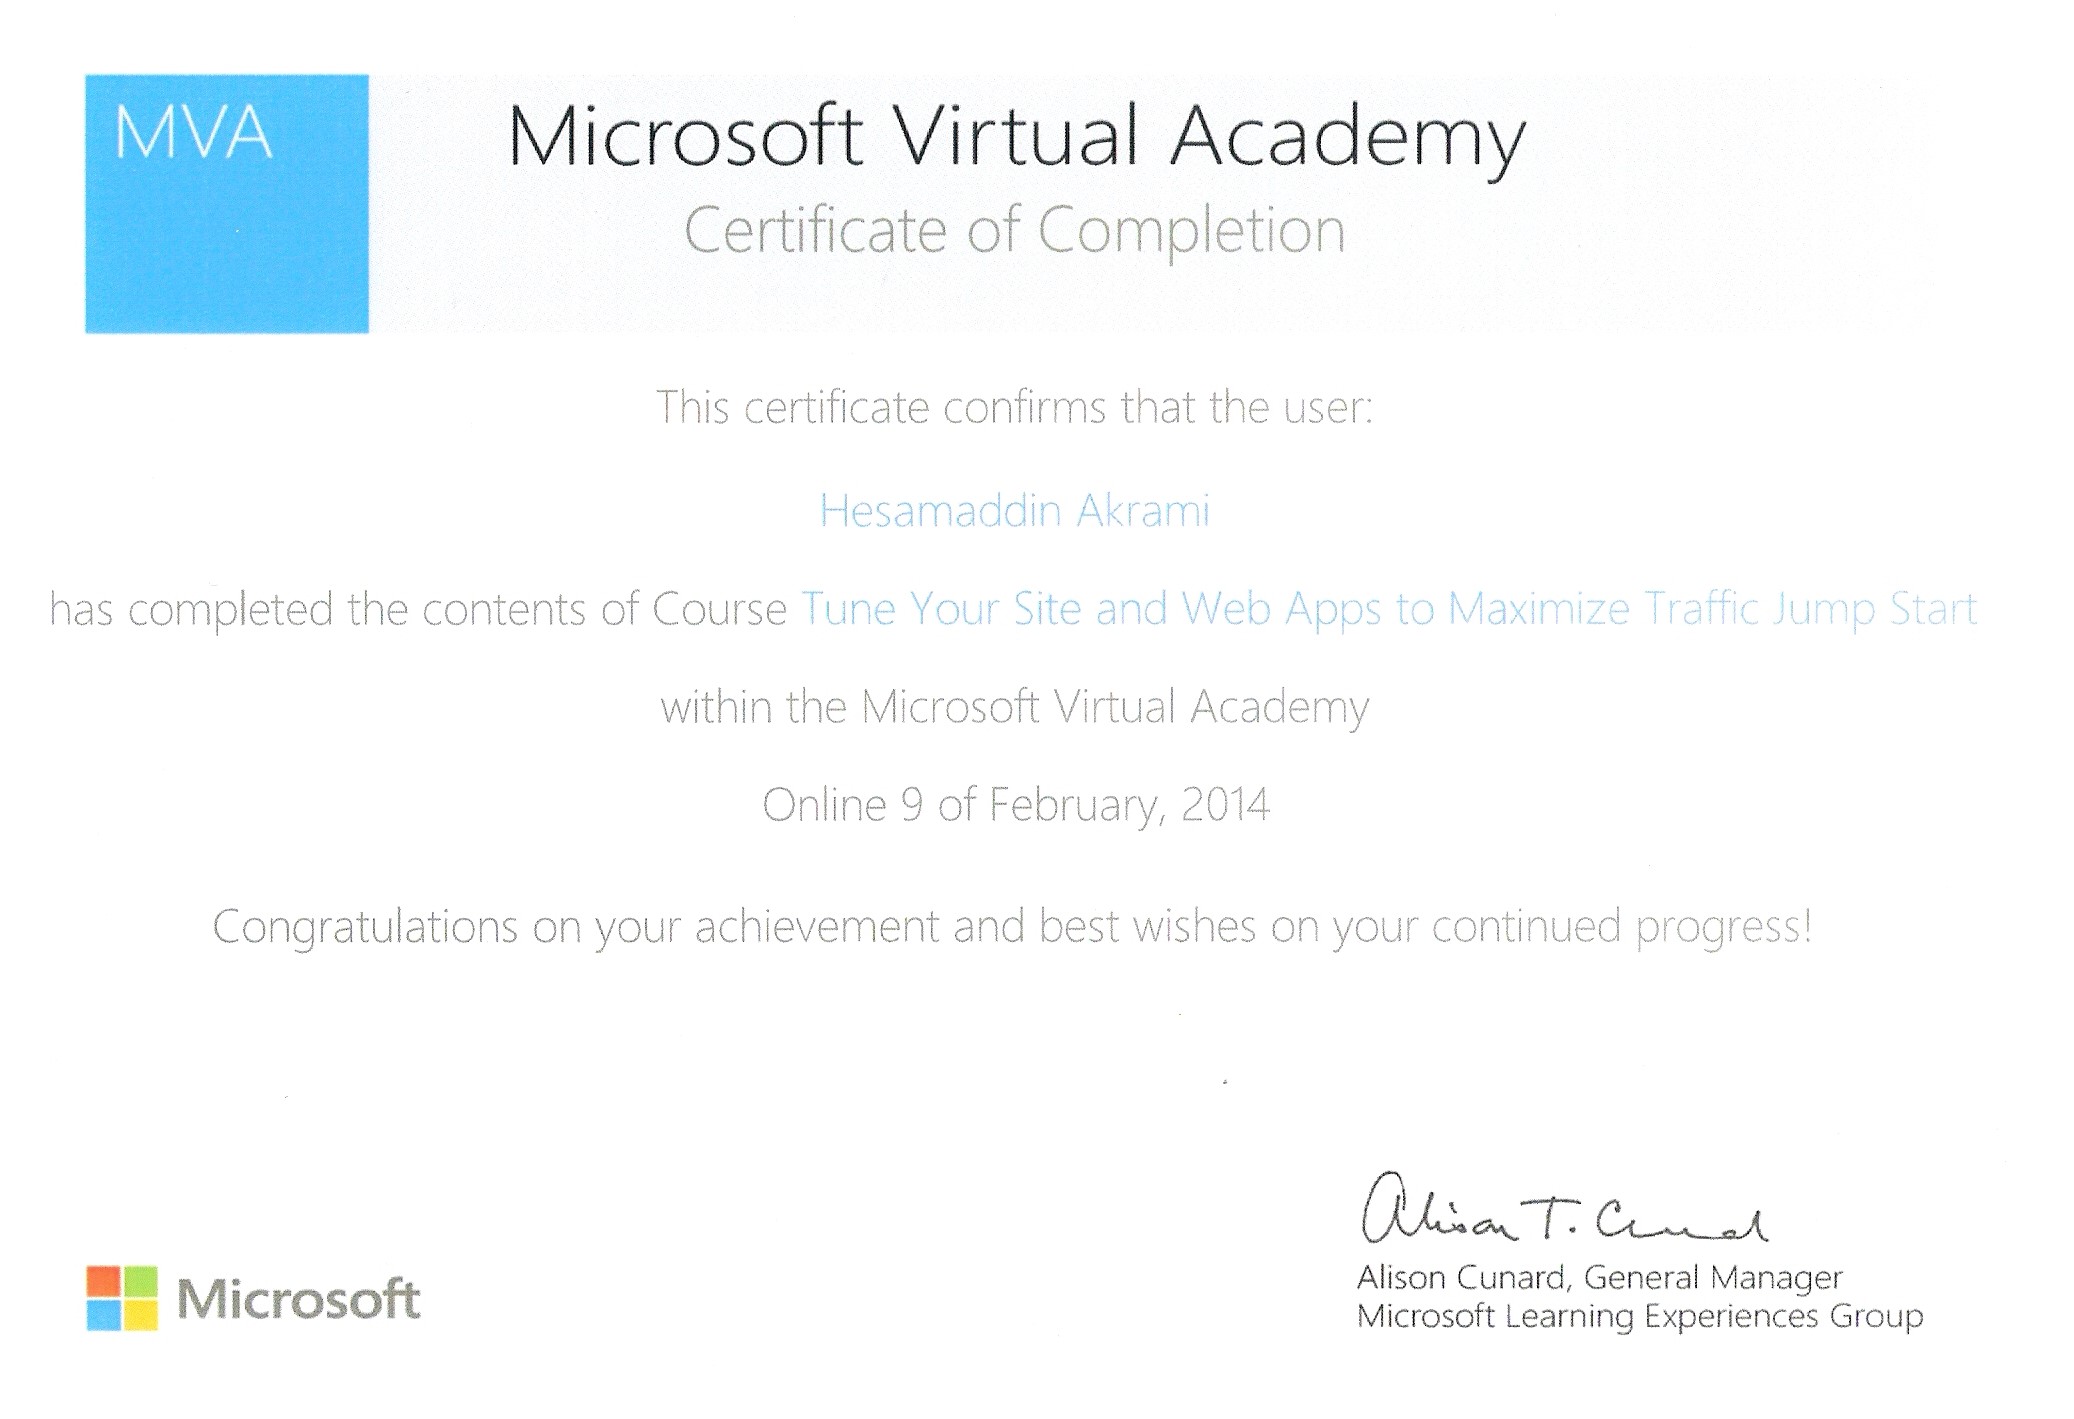 MVA
Microsoft Virtual Academy
Certificate of Completion
This certificate confirms that the user:
Hesamaddin Akrami
has completed the contents of Course Tune Your Site and Web Apps to Maximize Traffic Jump Start
within the Microsoft Virtual Academy
Online 9 of February, 2014
Congratulations on your achievement and best wishes on your continued progress!
Alison T. Cunard
Alison Cunard, General Manager
Microsoft Learning Experiences Group
Microsoft